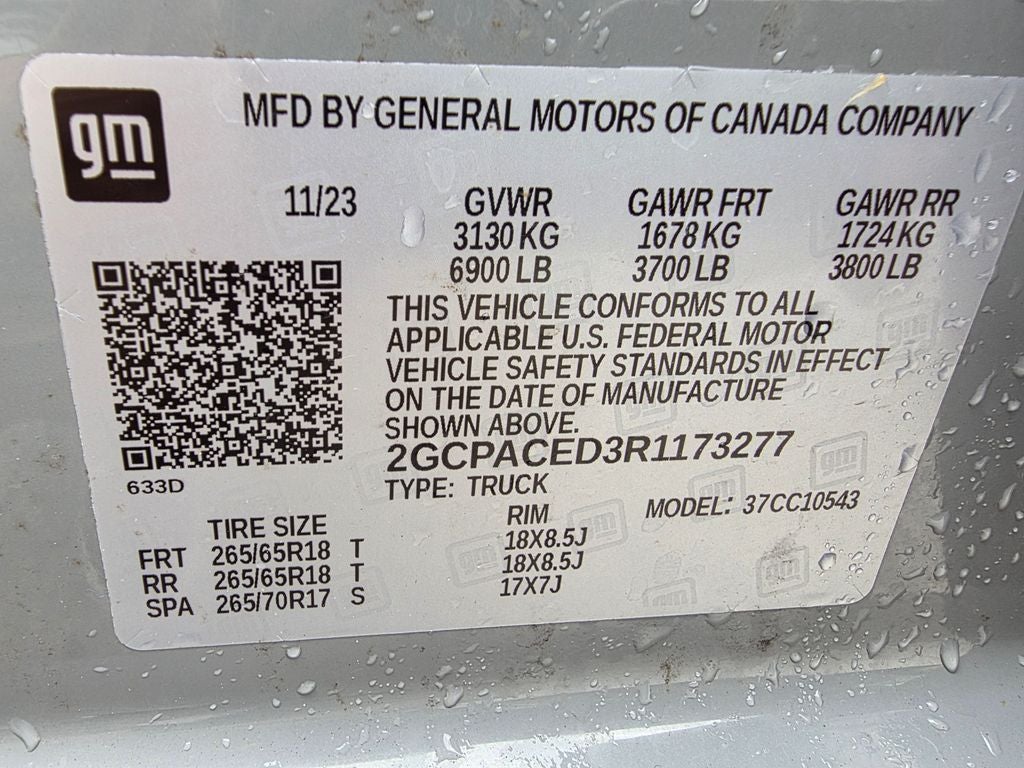 gm
MFD BY GENERAL MOTORS OF CANADA COMPANY
11/23 GVWR GAWR FRT GAWR RR
3130 KG 1678 KG 1724 KG
6900 LB 3700 LB 3800 LB
THIS VEHICLE CONFORMS TO ALL
APPLICABLE U.S. FEDERAL MOTOR
VEHICLE SAFETY STANDARDS IN EFFECT
ON THE DATE OF MANUFACTURE
SHOWN ABOVE.
2GCPACED3R1173277
633D
TYPE: TRUCK MODEL: 37CC10543
TIRE SIZE RIM
FRT 265/65R18 T 18X8.5J
RR 265/65R18 T 18X8.5J
SPA 265/70R17 S 17X7J